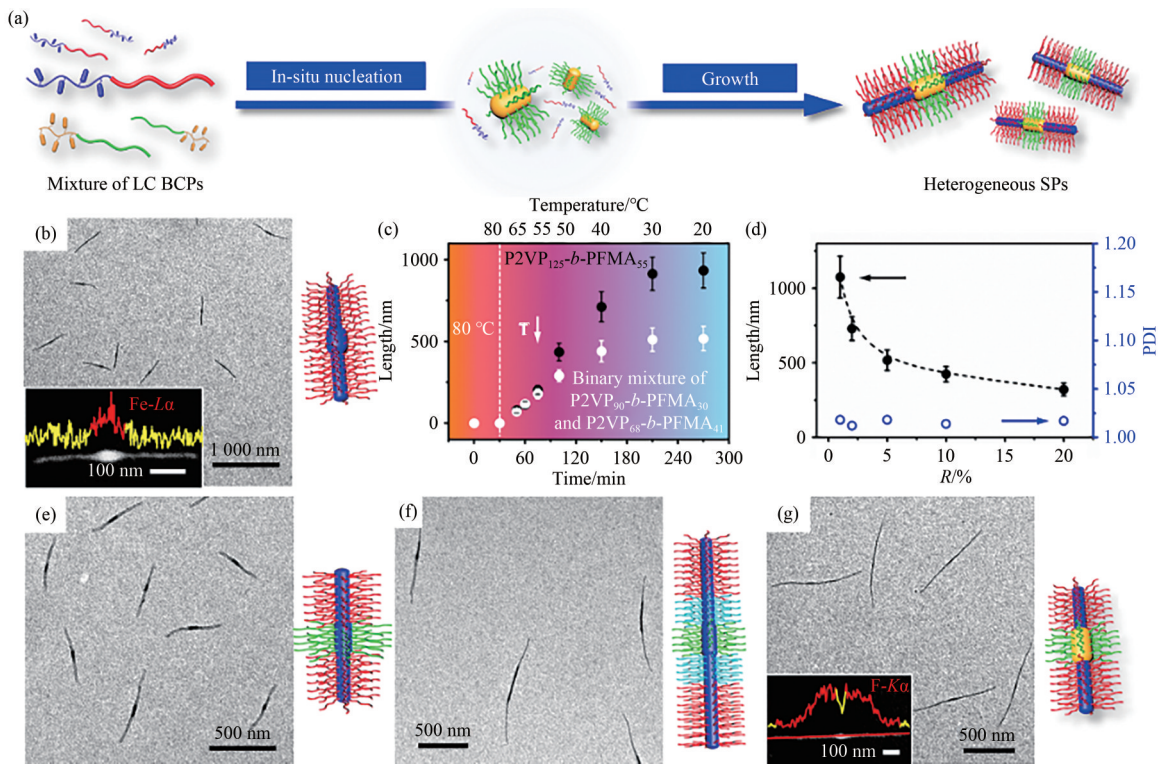 (a)
In-situ nucleation
Growth
Mixture of LC BCPs
Heterogeneous SPs
(b)
Fe-Lα
100 nm
1 000 nm
(c)
Temperature/℃
80 65 55 50 40 30 20
P2VP125-b-PFMA55
80 ℃
T
Binary mixture of
P2VP90-b-PFMA30
and P2VP68-b-PFMA41
Length/nm
1000
500
0
0 60 120 180 240 300
Time/min
(d)
Length/nm
1000
500
0
PDI
1.20
1.15
1.10
1.05
1.00
0 5 10 15 20
R/%
(e)
500 nm
(f)
500 nm
(g)
F-Kα
100 nm
500 nm